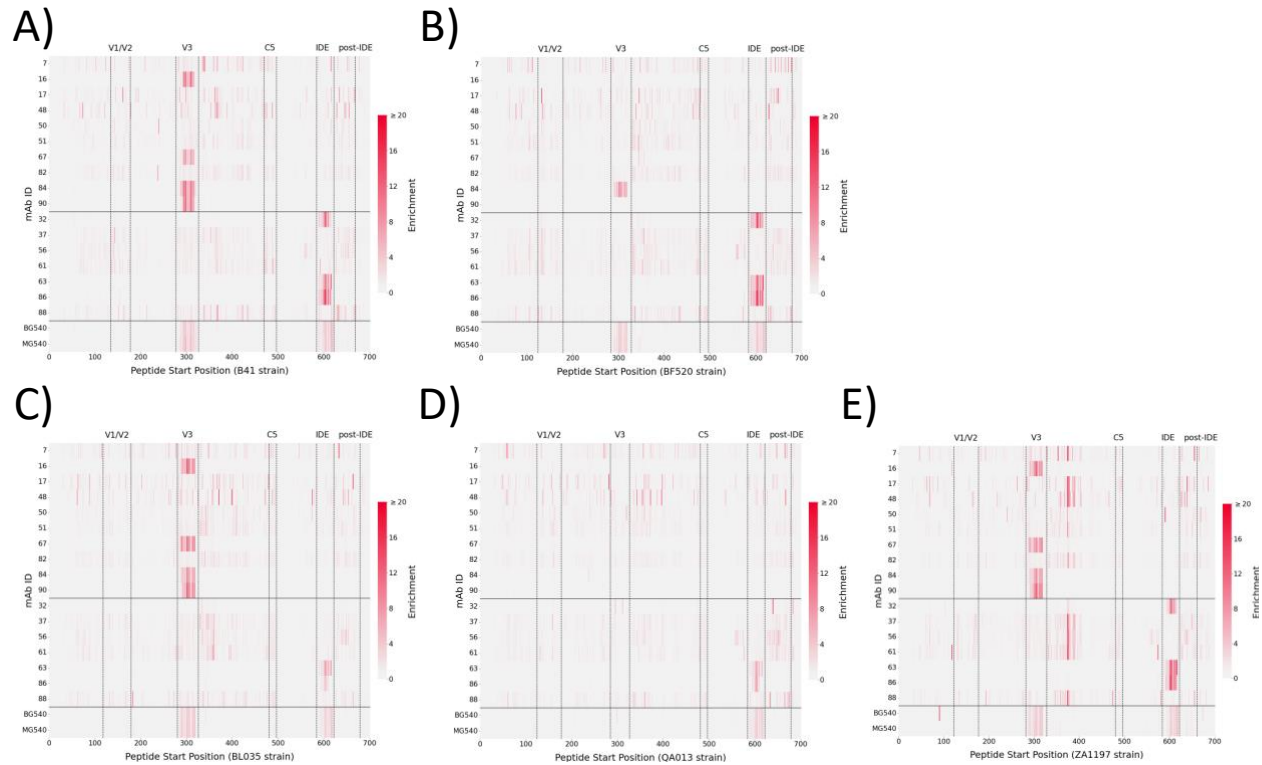 A)
V1/V2 V3 C5 IDE post-IDE
7
16
17
48
50
51
67
82
84
90
32
37
56
61
63
86
88
BG540
MG540
mAb ID
0 100 200 300 400 500 600 700
Peptide Start Position (B41 strain)
≥ 20
16
12
8
4
0
Enrichment
B)
V1/V2 V3 C5 IDE post-IDE
7
16
17
48
50
51
67
82
84
90
32
37
56
61
63
86
88
BG540
MG540
mAb ID
0 100 200 300 400 500 600 700
Peptide Start Position (BF520 strain)
≥ 20
16
12
8
4
0
Enrichment
C)
V1/V2 V3 C5 IDE post-IDE
7
16
17
48
50
51
67
82
84
90
32
37
56
61
63
86
88
BG540
MG540
mAb ID
0 100 200 300 400 500 600 700
Peptide Start Position (BL035 strain)
≥ 20
16
12
8
4
0
Enrichment
D)
V1/V2 V3 C5 IDE post-IDE
7
16
17
48
50
51
67
82
84
90
32
37
56
61
63
86
88
BG540
MG540
mAb ID
0 100 200 300 400 500 600 700
Peptide Start Position (QA013 strain)
≥ 20
16
12
8
4
0
Enrichment
E)
V1/V2 V3 C5 IDE post-IDE
7
16
17
48
50
51
67
82
84
90
32
37
56
61
63
86
88
BG540
MG540
mAb ID
0 100 200 300 400 500 600 700
Peptide Start Position (ZA1197 strain)
≥ 20
16
12
8
4
0
Enrichment